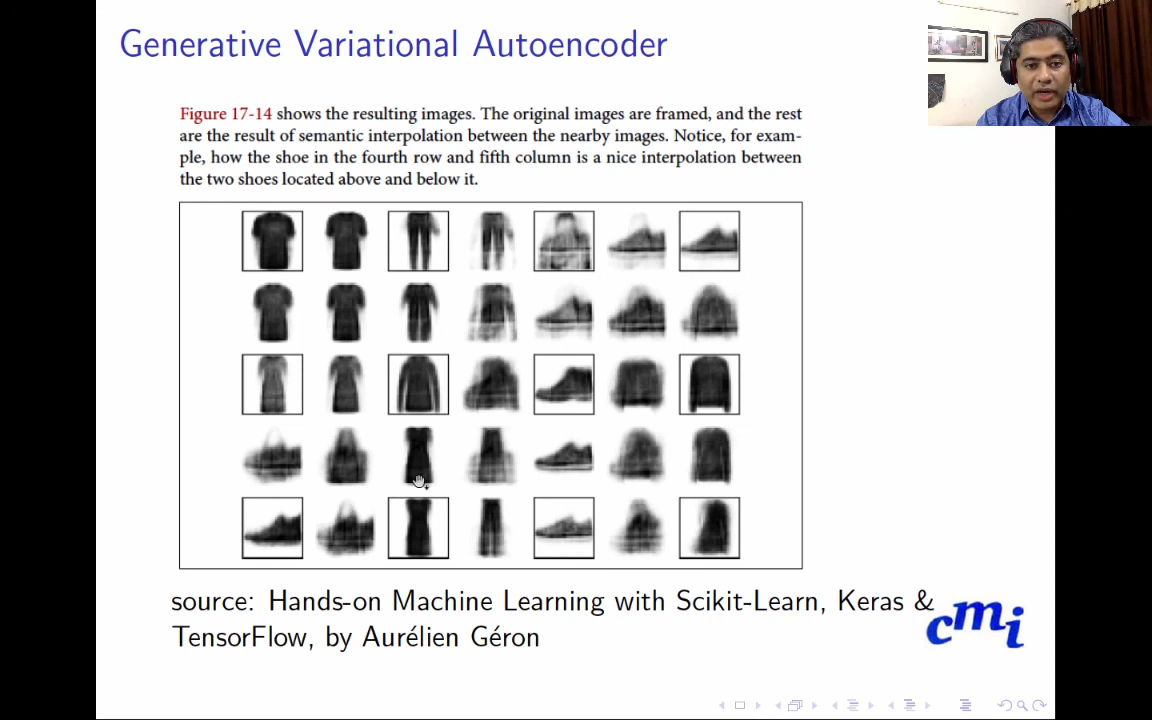 Generative Variational Autoencoder
Figure 17-14 shows the resulting images. The original images are framed, and the rest
are the result of semantic interpolation between the nearby images. Notice, for exam-
ple, how the shoe in the fourth row and fifth column is a nice interpolation between
the two shoes located above and below it.
source: Hands-on Machine Learning with Scikit-Learn, Keras &
TensorFlow, by Aurélien Géron
cmi